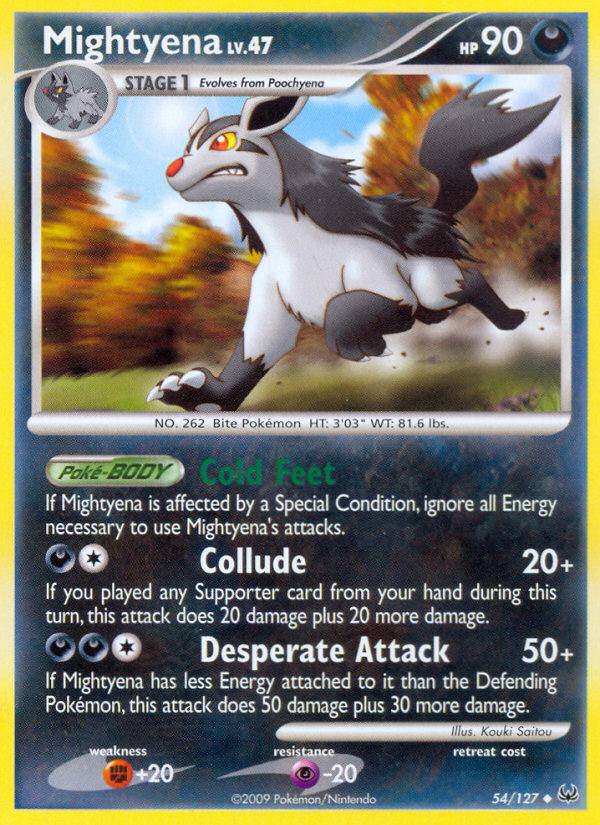 Mightyena LV.47 HP 90
STAGE 1 Evolves from Poochyena
NO. 262 Bite Pokémon HT: 3'03" WT: 81.6 lbs.
Poké-BODY Cold Feet
If Mightyena is affected by a Special Condition, ignore all Energy
necessary to use Mightyena's attacks.
Collude 20+
If you played any Supporter card from your hand during this
turn, this attack does 20 damage plus 20 more damage.
Desperate Attack 50+
If Mightyena has less Energy attached to it than the Defending
Pokémon, this attack does 50 damage plus 30 more damage.
Illus. Kouki Saitou
weakness resistance retreat cost
+20 -20
©2009 Pokémon/Nintendo 54/127